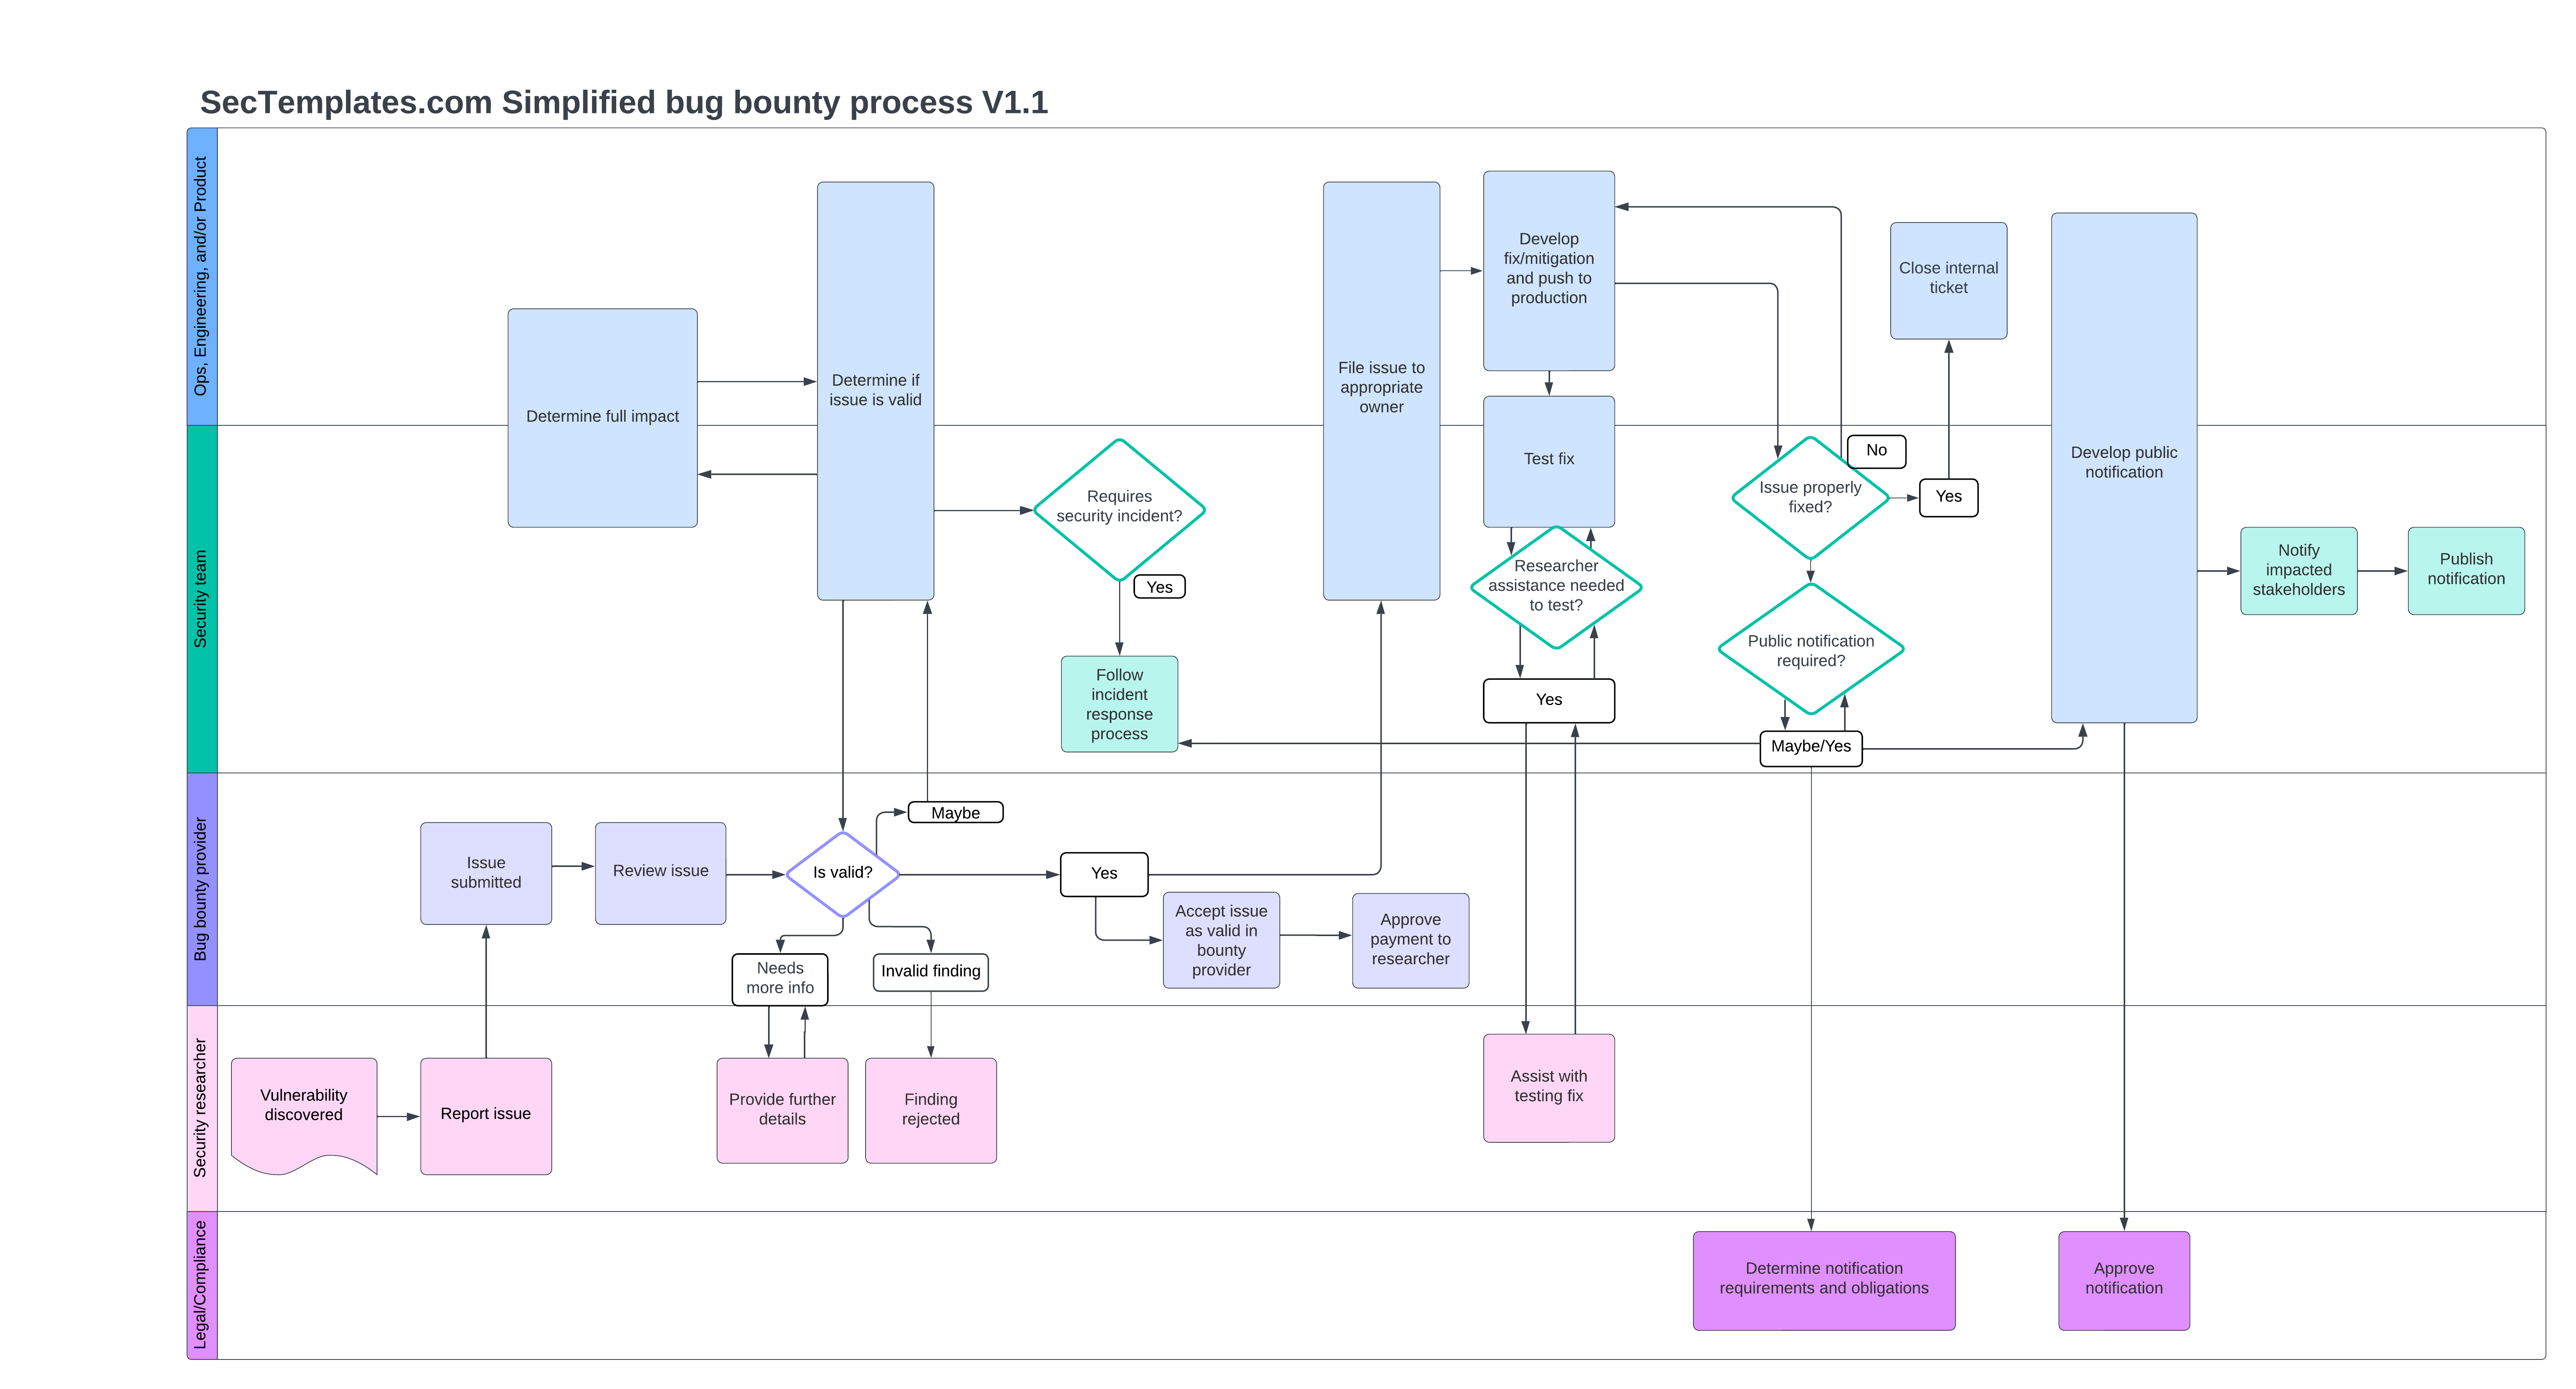 SecTemplates.com Simplified bug bounty process V1.1
Ops, Engineering, and/or Product
Determine full impact
Determine if
issue is valid
File issue to
appropriate
owner
Develop
fix/mitigation
and push to
production
Close internal
ticket
Security team
Requires
security incident?
Yes
Follow
incident
response
process
Test fix
Researcher
assistance needed
to test?
Yes
Issue properly
fixed?
No
Yes
Public notification
required?
Maybe/Yes
Develop public
notification
Notify
impacted
stakeholders
Publish
notification
Bug bounty provider
Issue
submitted
Review issue
Is valid?
Maybe
Yes
Needs
more info
Invalid finding
Accept issue
as valid in
bounty
provider
Approve
payment to
researcher
Security researcher
Vulnerability
discovered
Report issue
Provide further
details
Finding
rejected
Assist with
testing fix
Legal/Compliance
Determine notification
requirements and obligations
Approve
notification